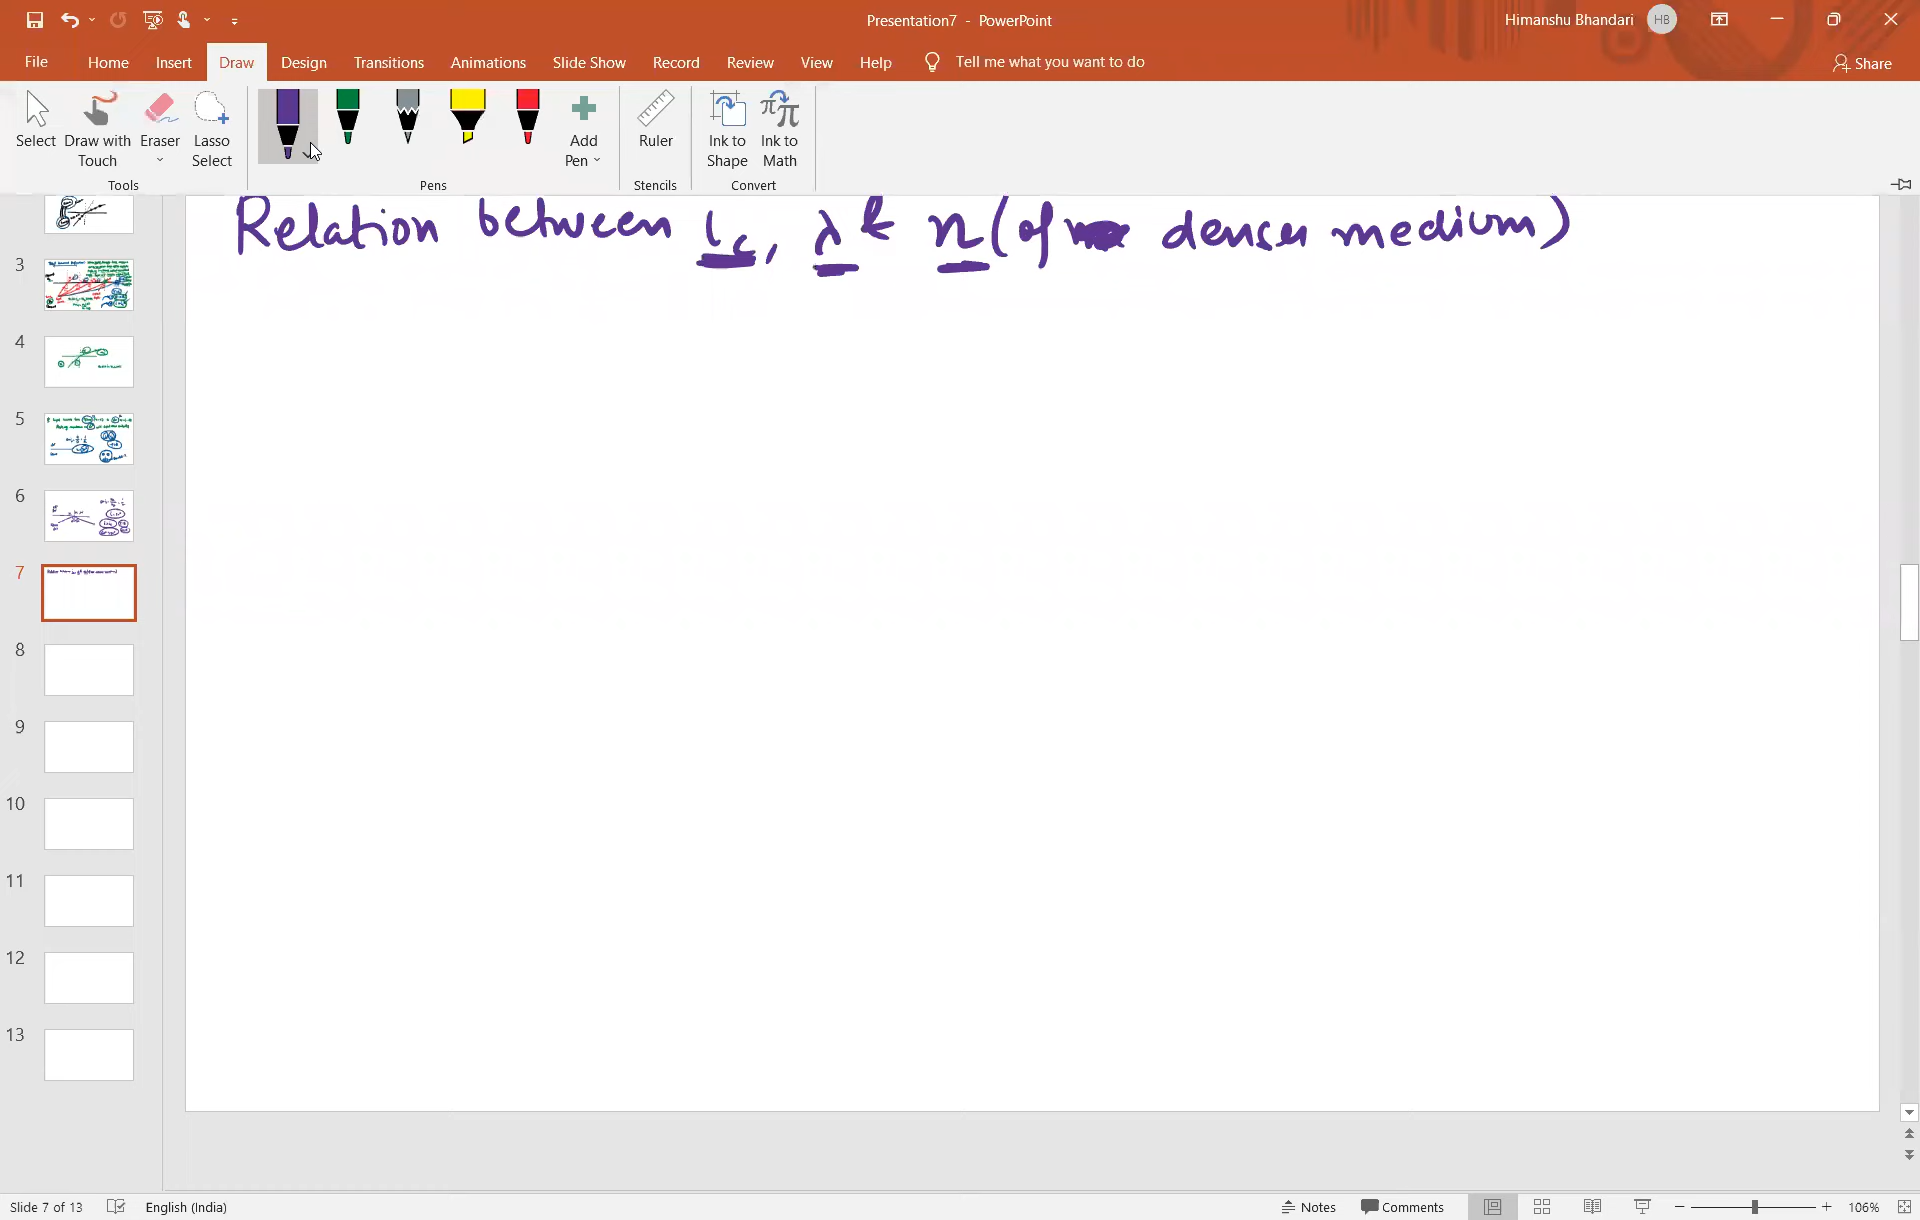 Presentation7 - PowerPoint
Himanshu Bhandari HB
File Home Insert Draw Design Transitions Animations Slide Show Record Review View Help Tell me what you want to do Share
Select Draw with Touch Eraser Lasso Select Add Pen Ruler Ink to Shape Ink to Math
Tools Pens Stencils Convert
Relation between i_c, λ & n (of denser medium)
3
4
5
6
7
8
9
10
11
12
13
Slide 7 of 13 English (India) Notes Comments 106%